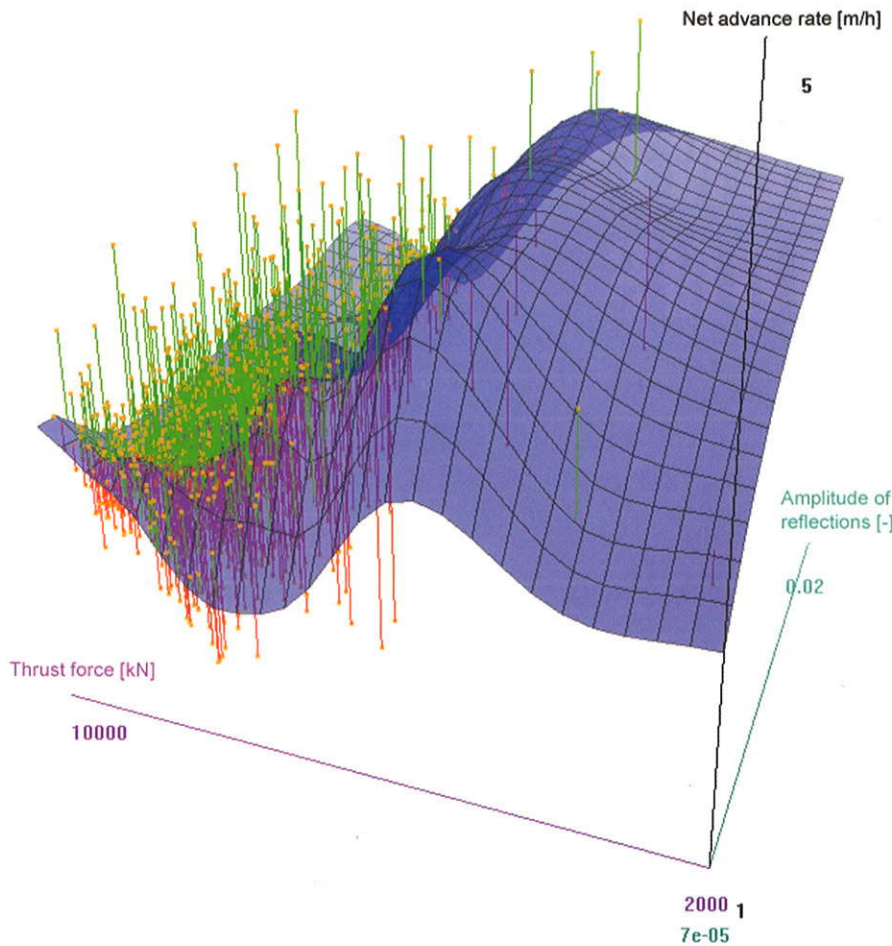 Net advance rate [m/h]
5
Amplitude of
reflections [-]
0.02
Thrust force [kN]
10000
2000 1
7e-05